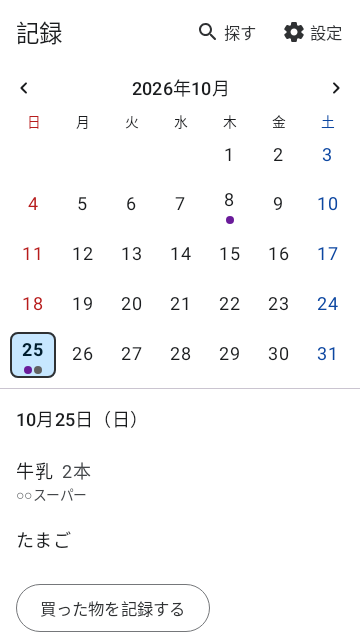 記録 探す 設定
2026年10月
日 月 火 水 木 金 土
1 2 3
4 5 6 7 8 9 10
11 12 13 14 15 16 17
18 19 20 21 22 23 24
25 26 27 28 29 30 31
10月25日（日）
牛乳 2本
○○スーパー
たまご
買った物を記録する